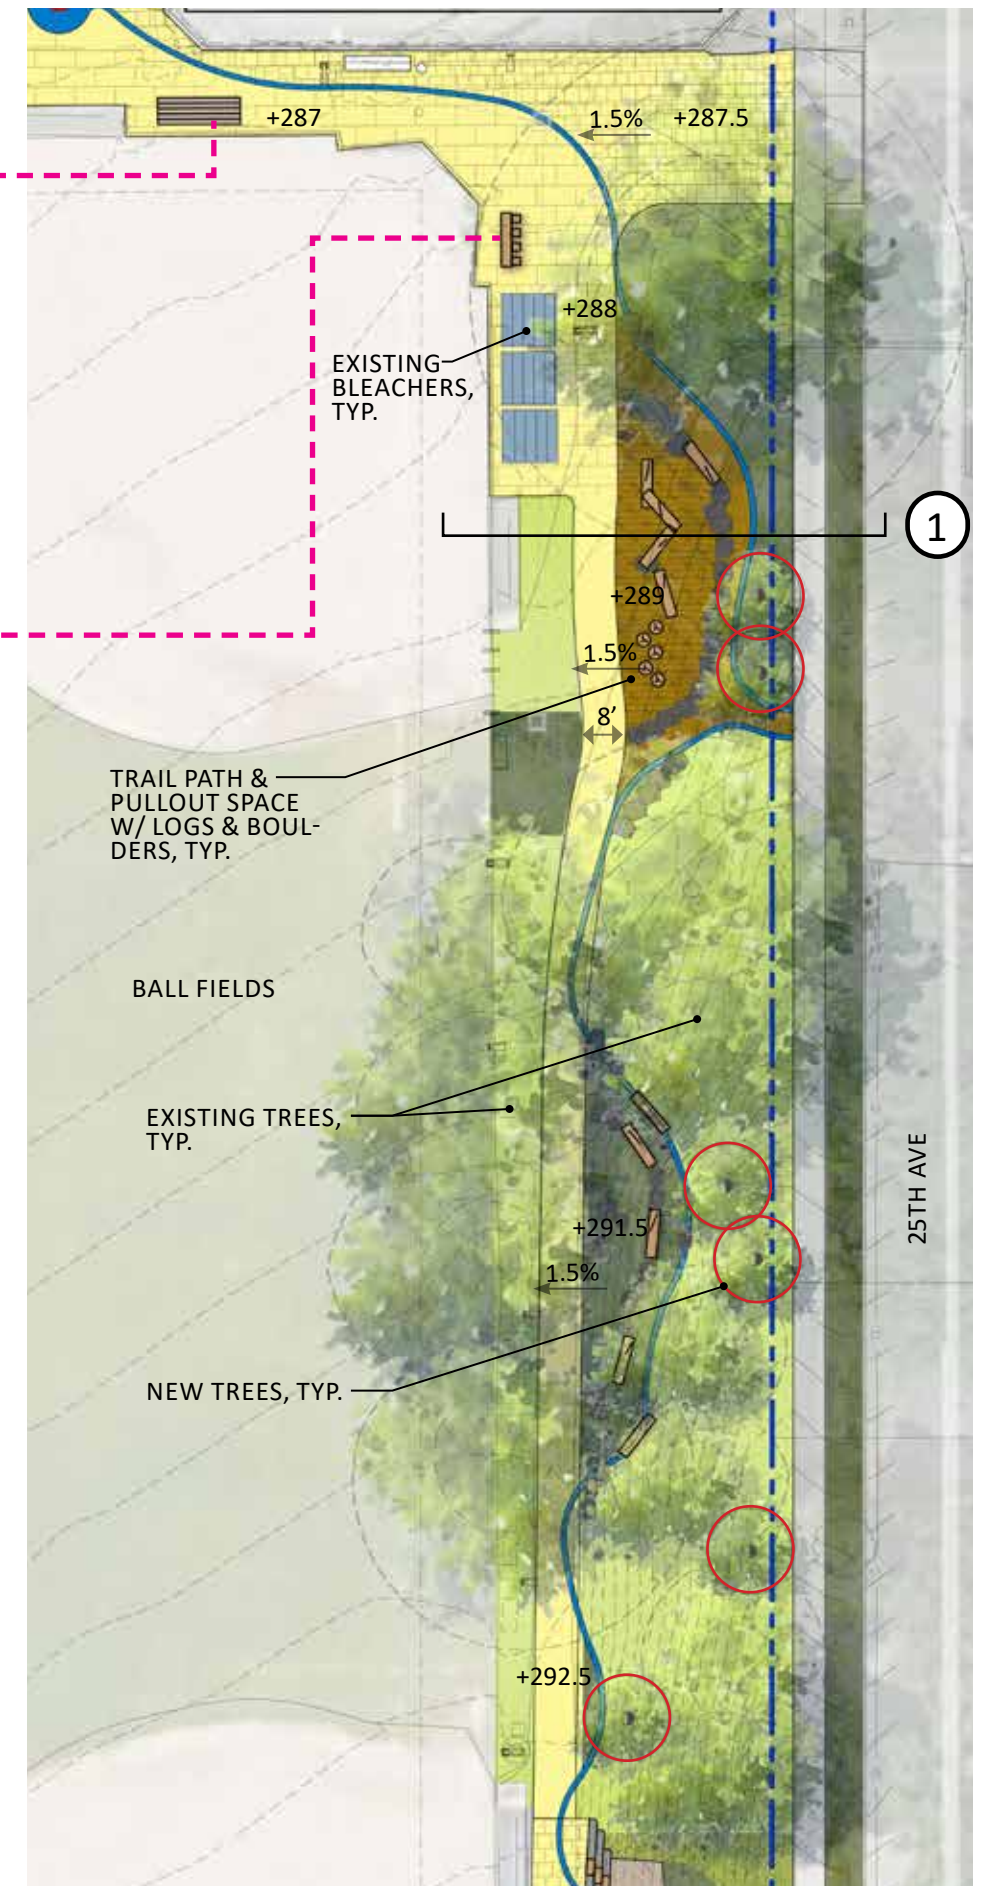 +287
1.5%
+287.5
+288
EXISTING
BLEACHERS,
TYP.
1
+289
1.5%
8’
TRAIL PATH &
PULLOUT SPACE
W/ LOGS & BOUL-
DERS, TYP.
BALL FIELDS
EXISTING TREES,
TYP.
25TH AVE
+291.5
1.5%
NEW TREES, TYP.
+292.5